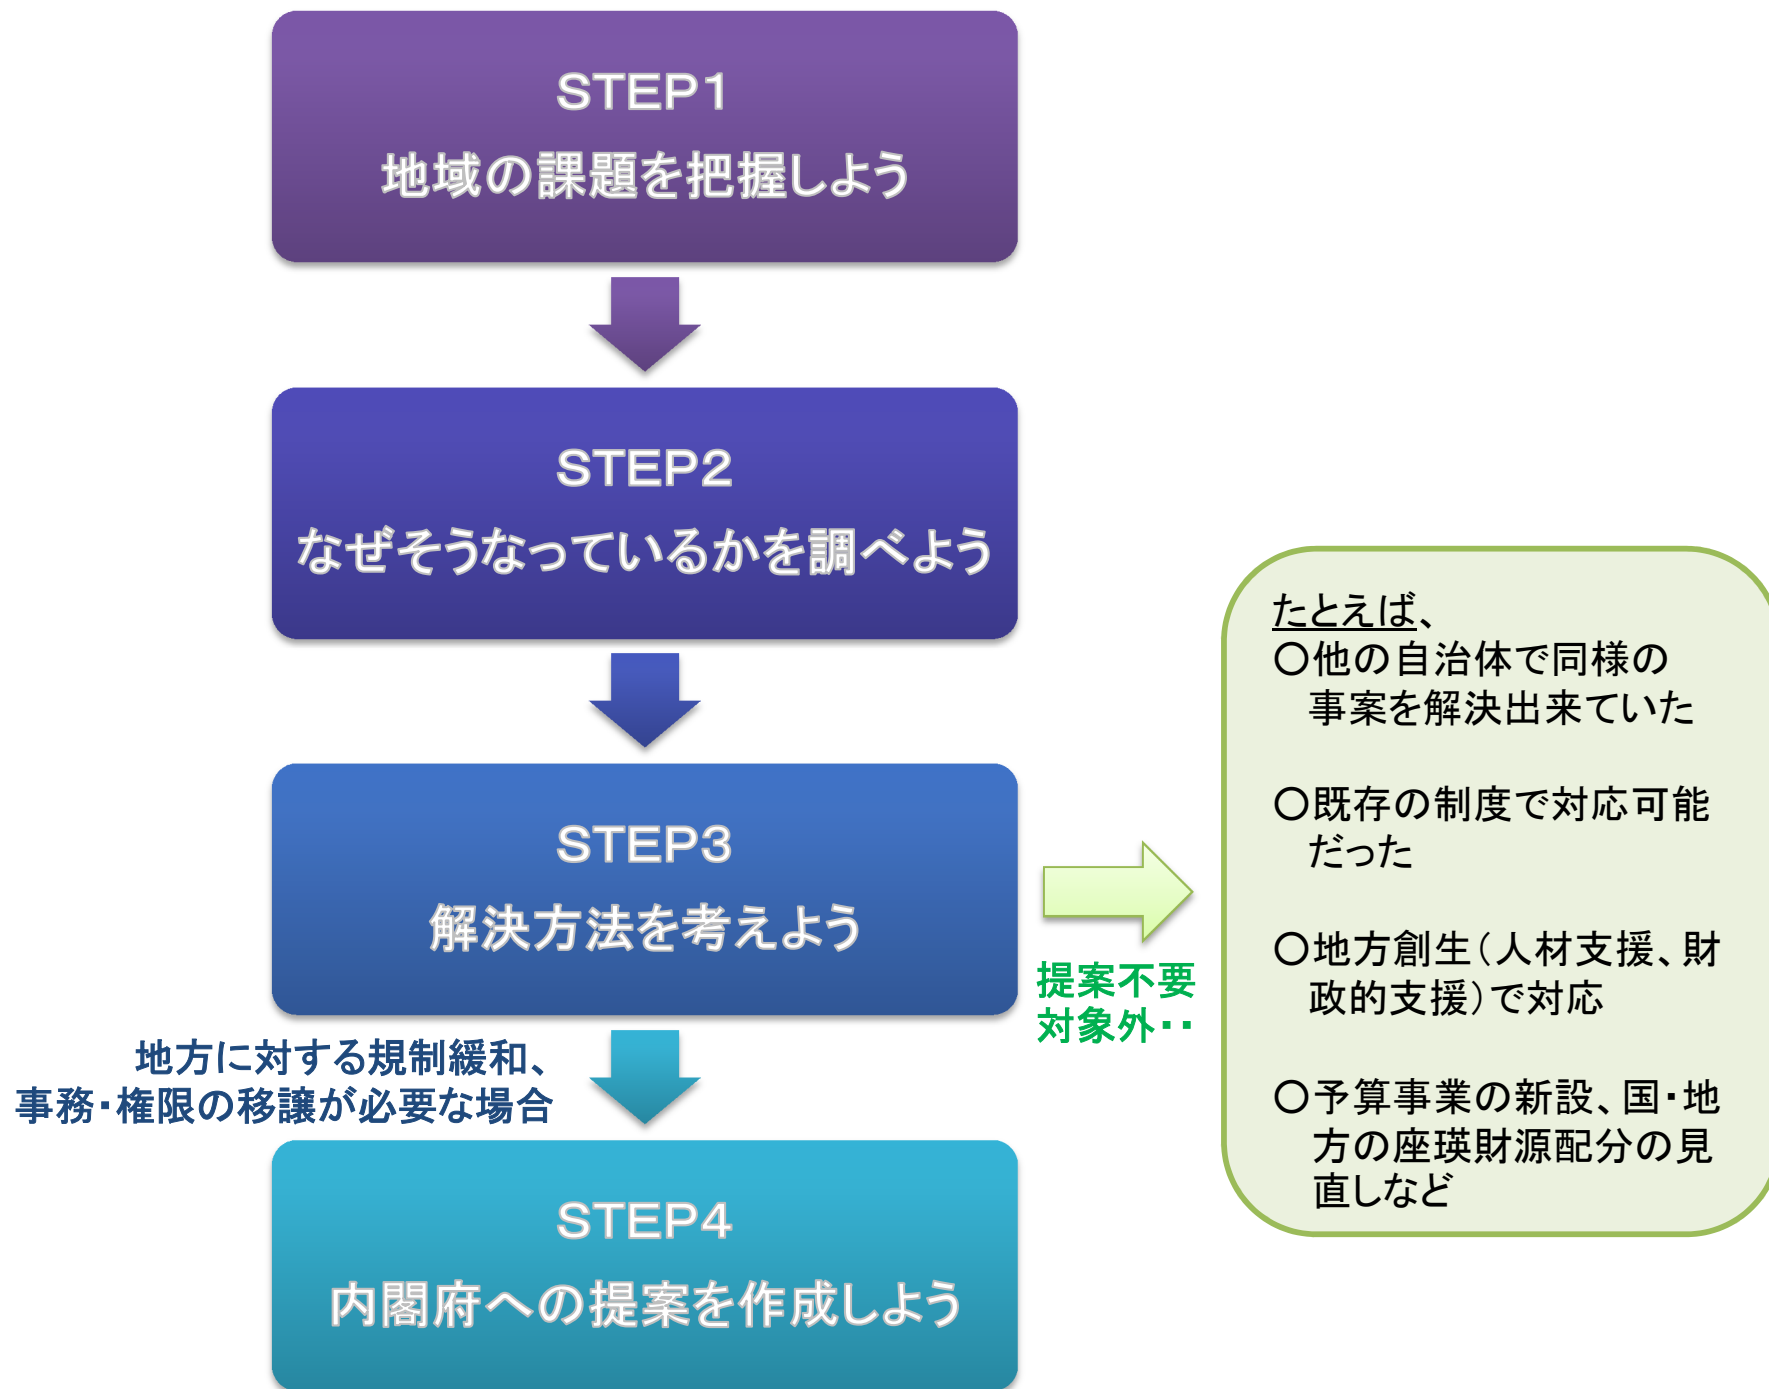 STEP1
地域の課題を把握しよう
STEP2
なぜそうなっているかを調べよう
STEP3
解決方法を考えよう
提案不要
対象外・・
地方に対する規制緩和、
事務・権限の移譲が必要な場合
STEP4
内閣府への提案を作成しよう
たとえば、
○他の自治体で同様の
事案を解決出来ていた
○既存の制度で対応可能
だった
○地方創生(人材支援、財
政的支援)で対応
○予算事業の新設、国・地
方の座瑛財源配分の見
直しなど